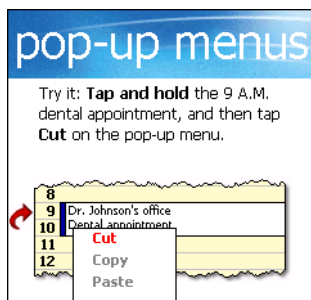 pop-up menus
Try it: Tap and hold the 9 A.M.
dental appointment, and then tap
Cut on the pop-up menu.
8
9 Dr. Johnson's office
10 Dental appointment
11
12
Cut
Copy
Paste